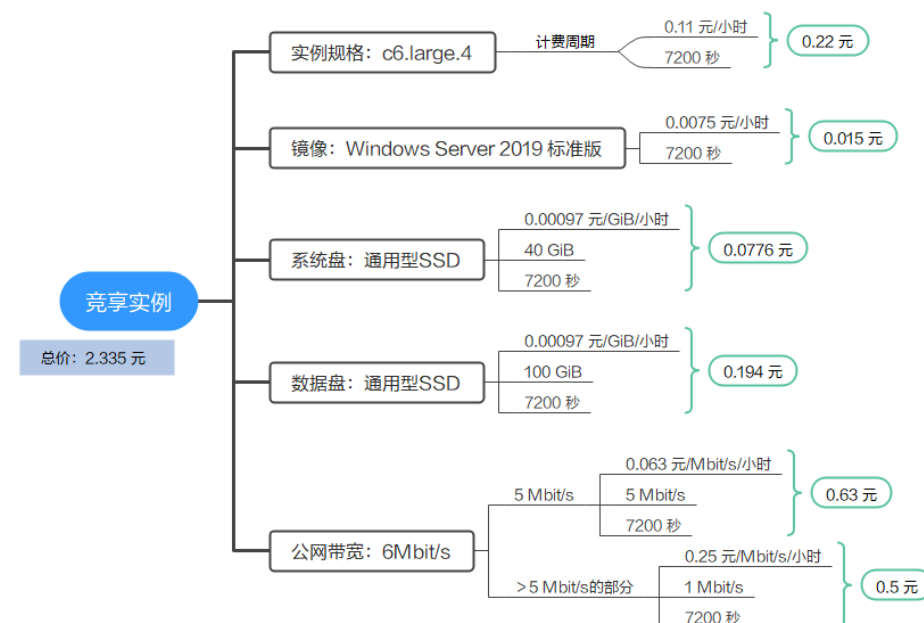 竞享实例
总价：2.335 元
实例规格：c6.large.4
计费周期
0.11 元/小时
7200 秒
0.22 元
镜像：Windows Server 2019 标准版
0.0075 元/小时
7200 秒
0.015 元
系统盘：通用型SSD
0.00097 元/GiB/小时
40 GiB
7200 秒
0.0776 元
数据盘：通用型SSD
0.00097 元/GiB/小时
100 GiB
7200 秒
0.194 元
公网带宽：6Mbit/s
5 Mbit/s
0.063 元/Mbit/s/小时
5 Mbit/s
7200 秒
0.63 元
＞5 Mbit/s的部分
0.25 元/Mbit/s/小时
1 Mbit/s
7200 秒
0.5 元